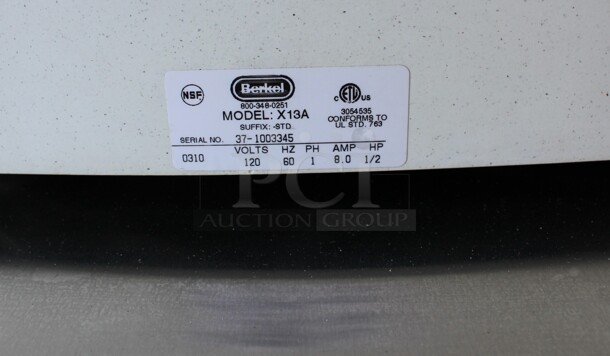 NSF
Berkel
800-348-0251
MODEL: X13A
SUFFIX: -STD
c ETL US
3054535
CONFORMS TO
UL STD. 763
SERIAL NO. 37-1003345
VOLTS HZ PH AMP HP
0310 120 60 1 8.0 1/2
PCI
AUCTION GROUP